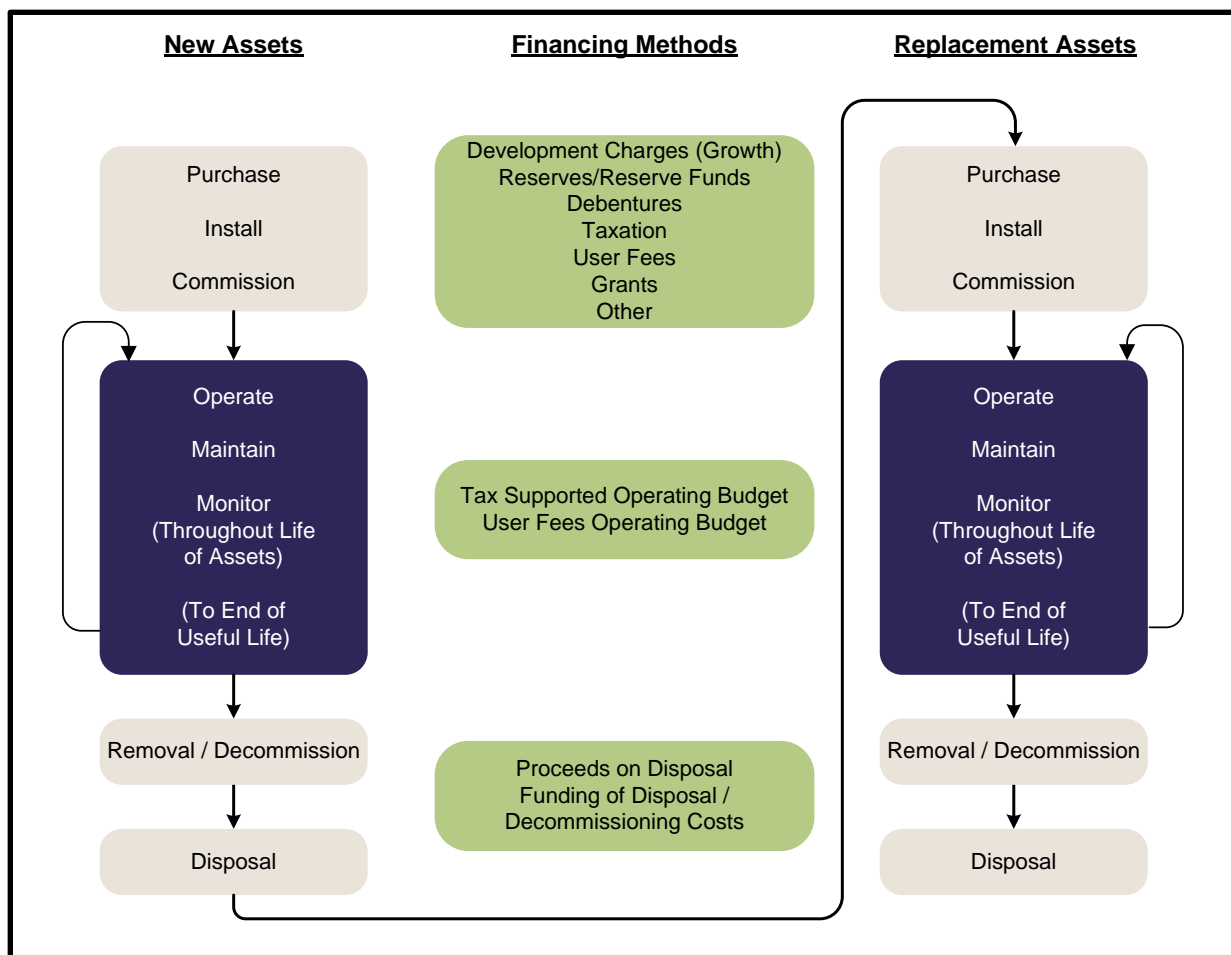 New Assets
Financing Methods
Replacement Assets
Purchase
Install
Commission
Operate
Maintain
Monitor
(Throughout Life
of Assets)
(To End of
Useful Life)
Removal / Decommission
Disposal
Development Charges (Growth)
Reserves/Reserve Funds
Debentures
Taxation
User Fees
Grants
Other
Tax Supported Operating Budget
User Fees Operating Budget
Proceeds on Disposal
Funding of Disposal /
Decommissioning Costs
Purchase
Install
Commission
Operate
Maintain
Monitor
(Throughout Life
of Assets)
(To End of
Useful Life)
Removal / Decommission
Disposal